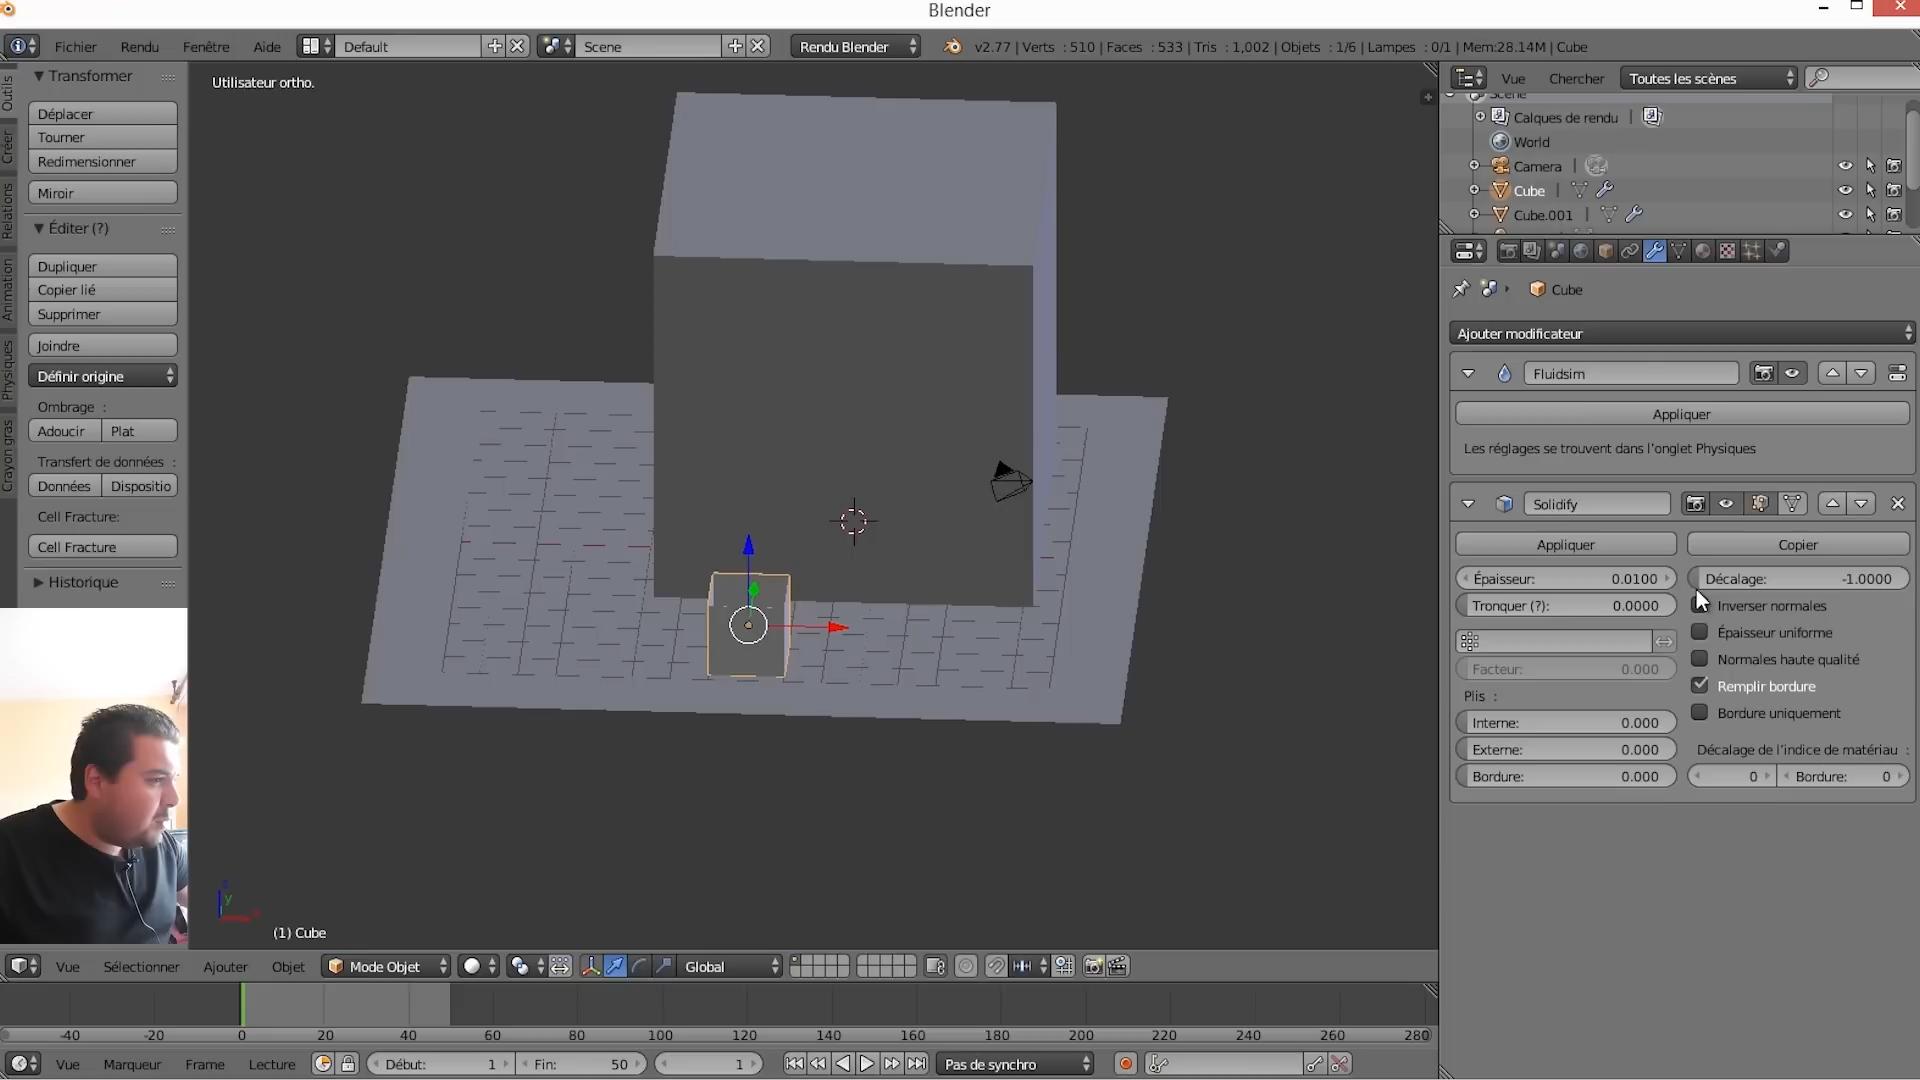 Blender
Fichier Rendu Fenêtre Aide Default Scene Rendu Blender v2.77 | Verts : 510 | Faces : 533 | Tris : 1,002 | Objets : 1/6 | Lampes : 0/1 | Mem:28.14M | Cube
Outils
Créer
Relations
Animation
Physiques
Crayon gras
Transformer
Déplacer
Tourner
Redimensionner
Miroir
Éditer (?)
Dupliquer
Copier lié
Supprimer
Joindre
Définir origine
Ombrage :
Adoucir Plat
Transfert de données :
Données Dispositio
Cell Fracture:
Cell Fracture
Historique
Utilisateur ortho.
z
y
x
(1) Cube
Vue Chercher Toutes les scènes
Scene
Calques de rendu |
World
Camera |
Cube |
Cube.001 |
Cube
Ajouter modificateur
Fluidsim
Appliquer
Les réglages se trouvent dans l'onglet Physiques
Solidify
Appliquer Copier
Épaisseur: 0.0100 Décalage: -1.0000
Tronquer (?): 0.0000 Inverser normales
Épaisseur uniforme
Normales haute qualité
Facteur: 0.000
Remplir bordure
Plis :
Bordure uniquement
Interne: 0.000
Externe: 0.000 Décalage de l'indice de matériau :
Bordure: 0.000 0 Bordure: 0
Vue Sélectionner Ajouter Objet Mode Objet Global
-40 -20 0 20 40 60 80 100 120 140 160 180 200 220 240 260 280
Vue Marqueur Frame Lecture Début: 1 Fin: 50 1 Pas de synchro